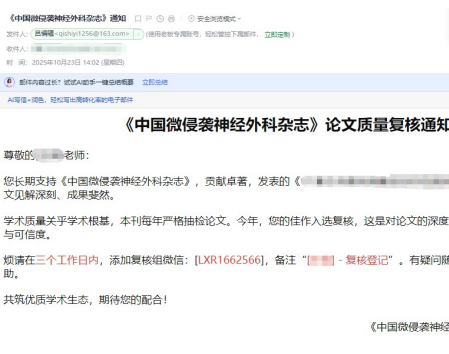 《中国微侵袭神经外科杂志》通知
安全浏览模式
发件人: 吕绢锱<qishiyi1256@163.com> (使用老板专属账号,轻松管抽下属邮件,立即定制)
收件人:
时 间: 2025年10月23日 14:02 (星期四)
邮件内容过长?试试AI助手一键总结概要 立即总结
AI写信+润色,轻松写出高转化率的电子邮件
《中国微侵袭神经外科杂志》论文质量复核通知
尊敬的 老师:
您长期支持《中国微侵袭神经外科杂志》,贡献卓著,发表的《
文见解深刻、成果斐然。
学术质量关乎学术根基,本刊每年严格抽检论文。今年,您的佳作入选复核,这是对论文的深度
与可信度。
烦请在三个工作日内,添加复核组微信:[LXR1662566],备注“[ ] - 复核登记”。有疑问随
助。
共筑优质学术生态,期待您的配合!
《中国微侵袭神经外